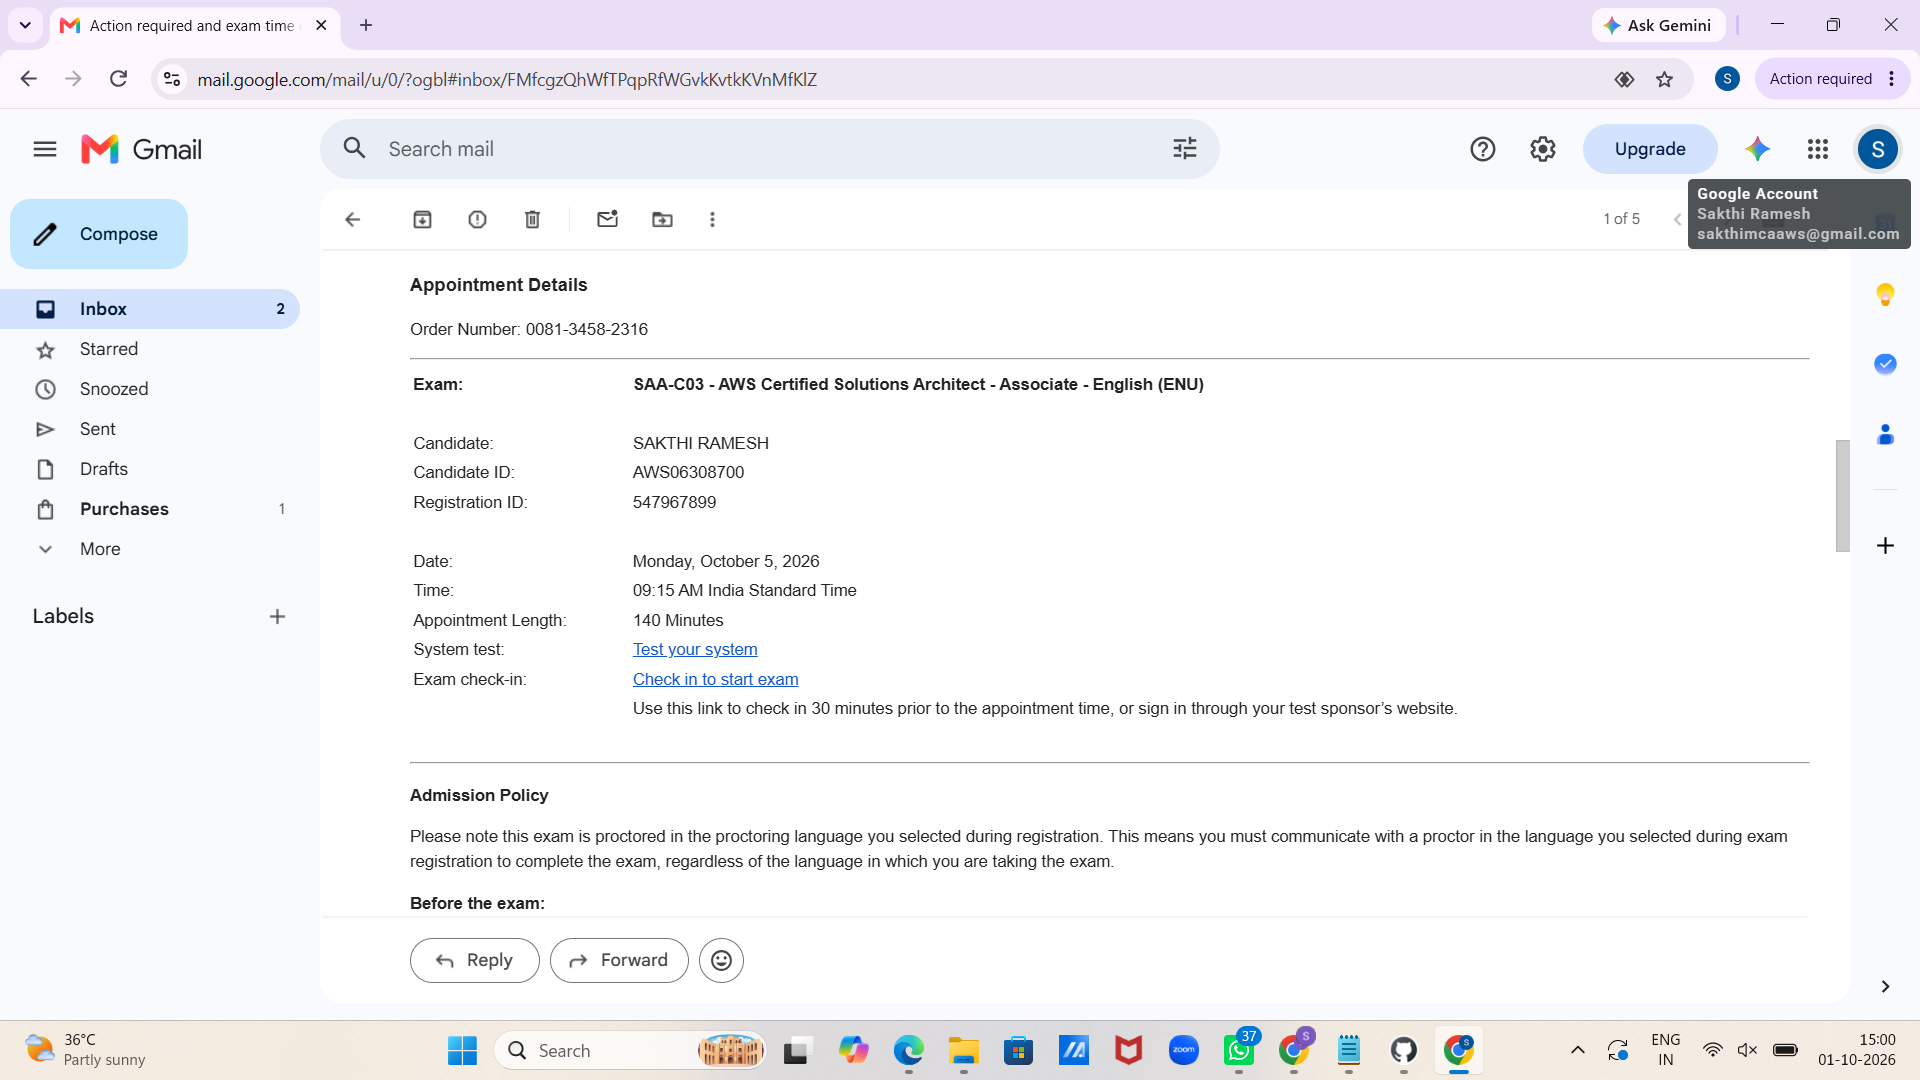 Action required and exam time
Ask Gemini
mail.google.com/mail/u/0/?ogbl#inbox/FMfcgzQhWfTPqpRfWGvkKvtkKVnMfKlZ
S
Action required
Gmail
Search mail
Upgrade
S
Google Account
Sakthi Ramesh
sakthimcaaws@gmail.com
Compose
1 of 5
Inbox 2
Starred
Snoozed
Sent
Drafts
Purchases 1
More
Labels
Appointment Details
Order Number: 0081-3458-2316
Exam: SAA-C03 - AWS Certified Solutions Architect - Associate - English (ENU)
Candidate: SAKTHI RAMESH
Candidate ID: AWS06308700
Registration ID: 547967899
Date: Monday, October 5, 2026
Time: 09:15 AM India Standard Time
Appointment Length: 140 Minutes
System test: Test your system
Exam check-in: Check in to start exam
Use this link to check in 30 minutes prior to the appointment time, or sign in through your test sponsor’s website.
Admission Policy
Please note this exam is proctored in the proctoring language you selected during registration. This means you must communicate with a proctor in the language you selected during exam
registration to complete the exam, regardless of the language in which you are taking the exam.
Before the exam:
Reply
Forward
36°C
Partly sunny
Search
zoom
37
S
S
ENG
IN
15:00
01-10-2026